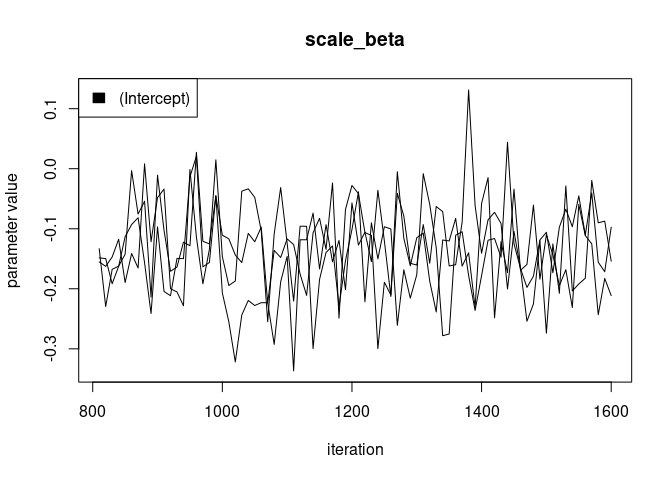 scale_beta
(Intercept)
parameter value
0.1
0.0
-0.1
-0.2
-0.3
800 1000 1200 1400 1600
iteration